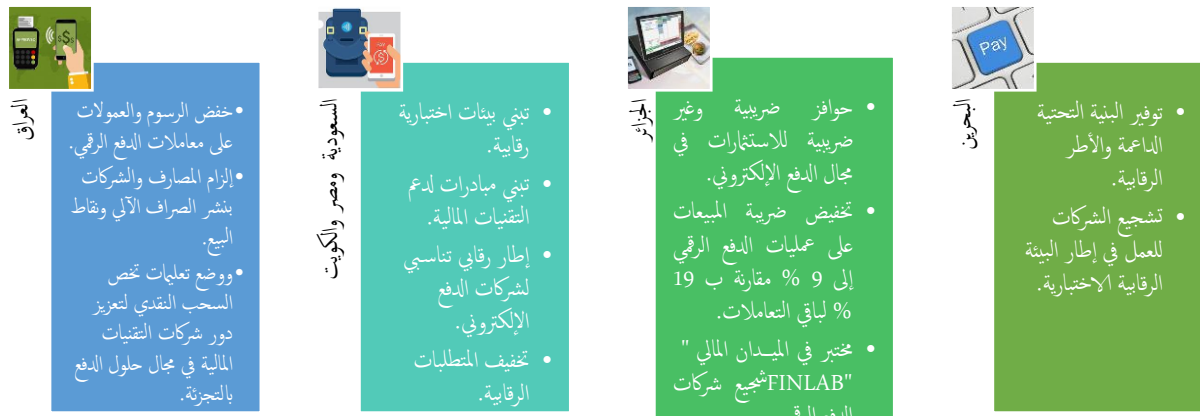 البحرين
• توفير البنية التحتية
الداعمة والأطر
الرقابية.
• تشجيع الشركات
للعمل في إطار البيئة
الرقابية الاختبارية.
Pay
الجزائر
• حوافز ضريبية وغير
ضريبية للاستثمارات في
مجال الدفع الإلكتروني.
• تخفيض ضريبة المبيعات
على عمليات الدفع الرقمي
إلى 9 % مقارنة ب 19
% لباقي التعاملات.
• مختبر في الميدان المالي "
FINLAB"شجيع شركات
السعودية ومصر والكويت
• تبني بيئات اختبارية
رقابية.
• تبني مبادرات لدعم
التقنيات المالية.
• إطار رقابي تناسبي
لشركات الدفع
الإلكتروني.
• تخفيف المتطلبات
الرقابية.
العراق
•خفض الرسوم والعمولات
على معاملات الدفع الرقمي.
•إلزام المصارف والشركات
بنشر الصراف الآلي ونقاط
البيع.
•ووضع تعليمات تخص
السحب النقدي لتعزيز
دور شركات التقنيات
المالية في مجال حلول الدفع
بالتجزئة.